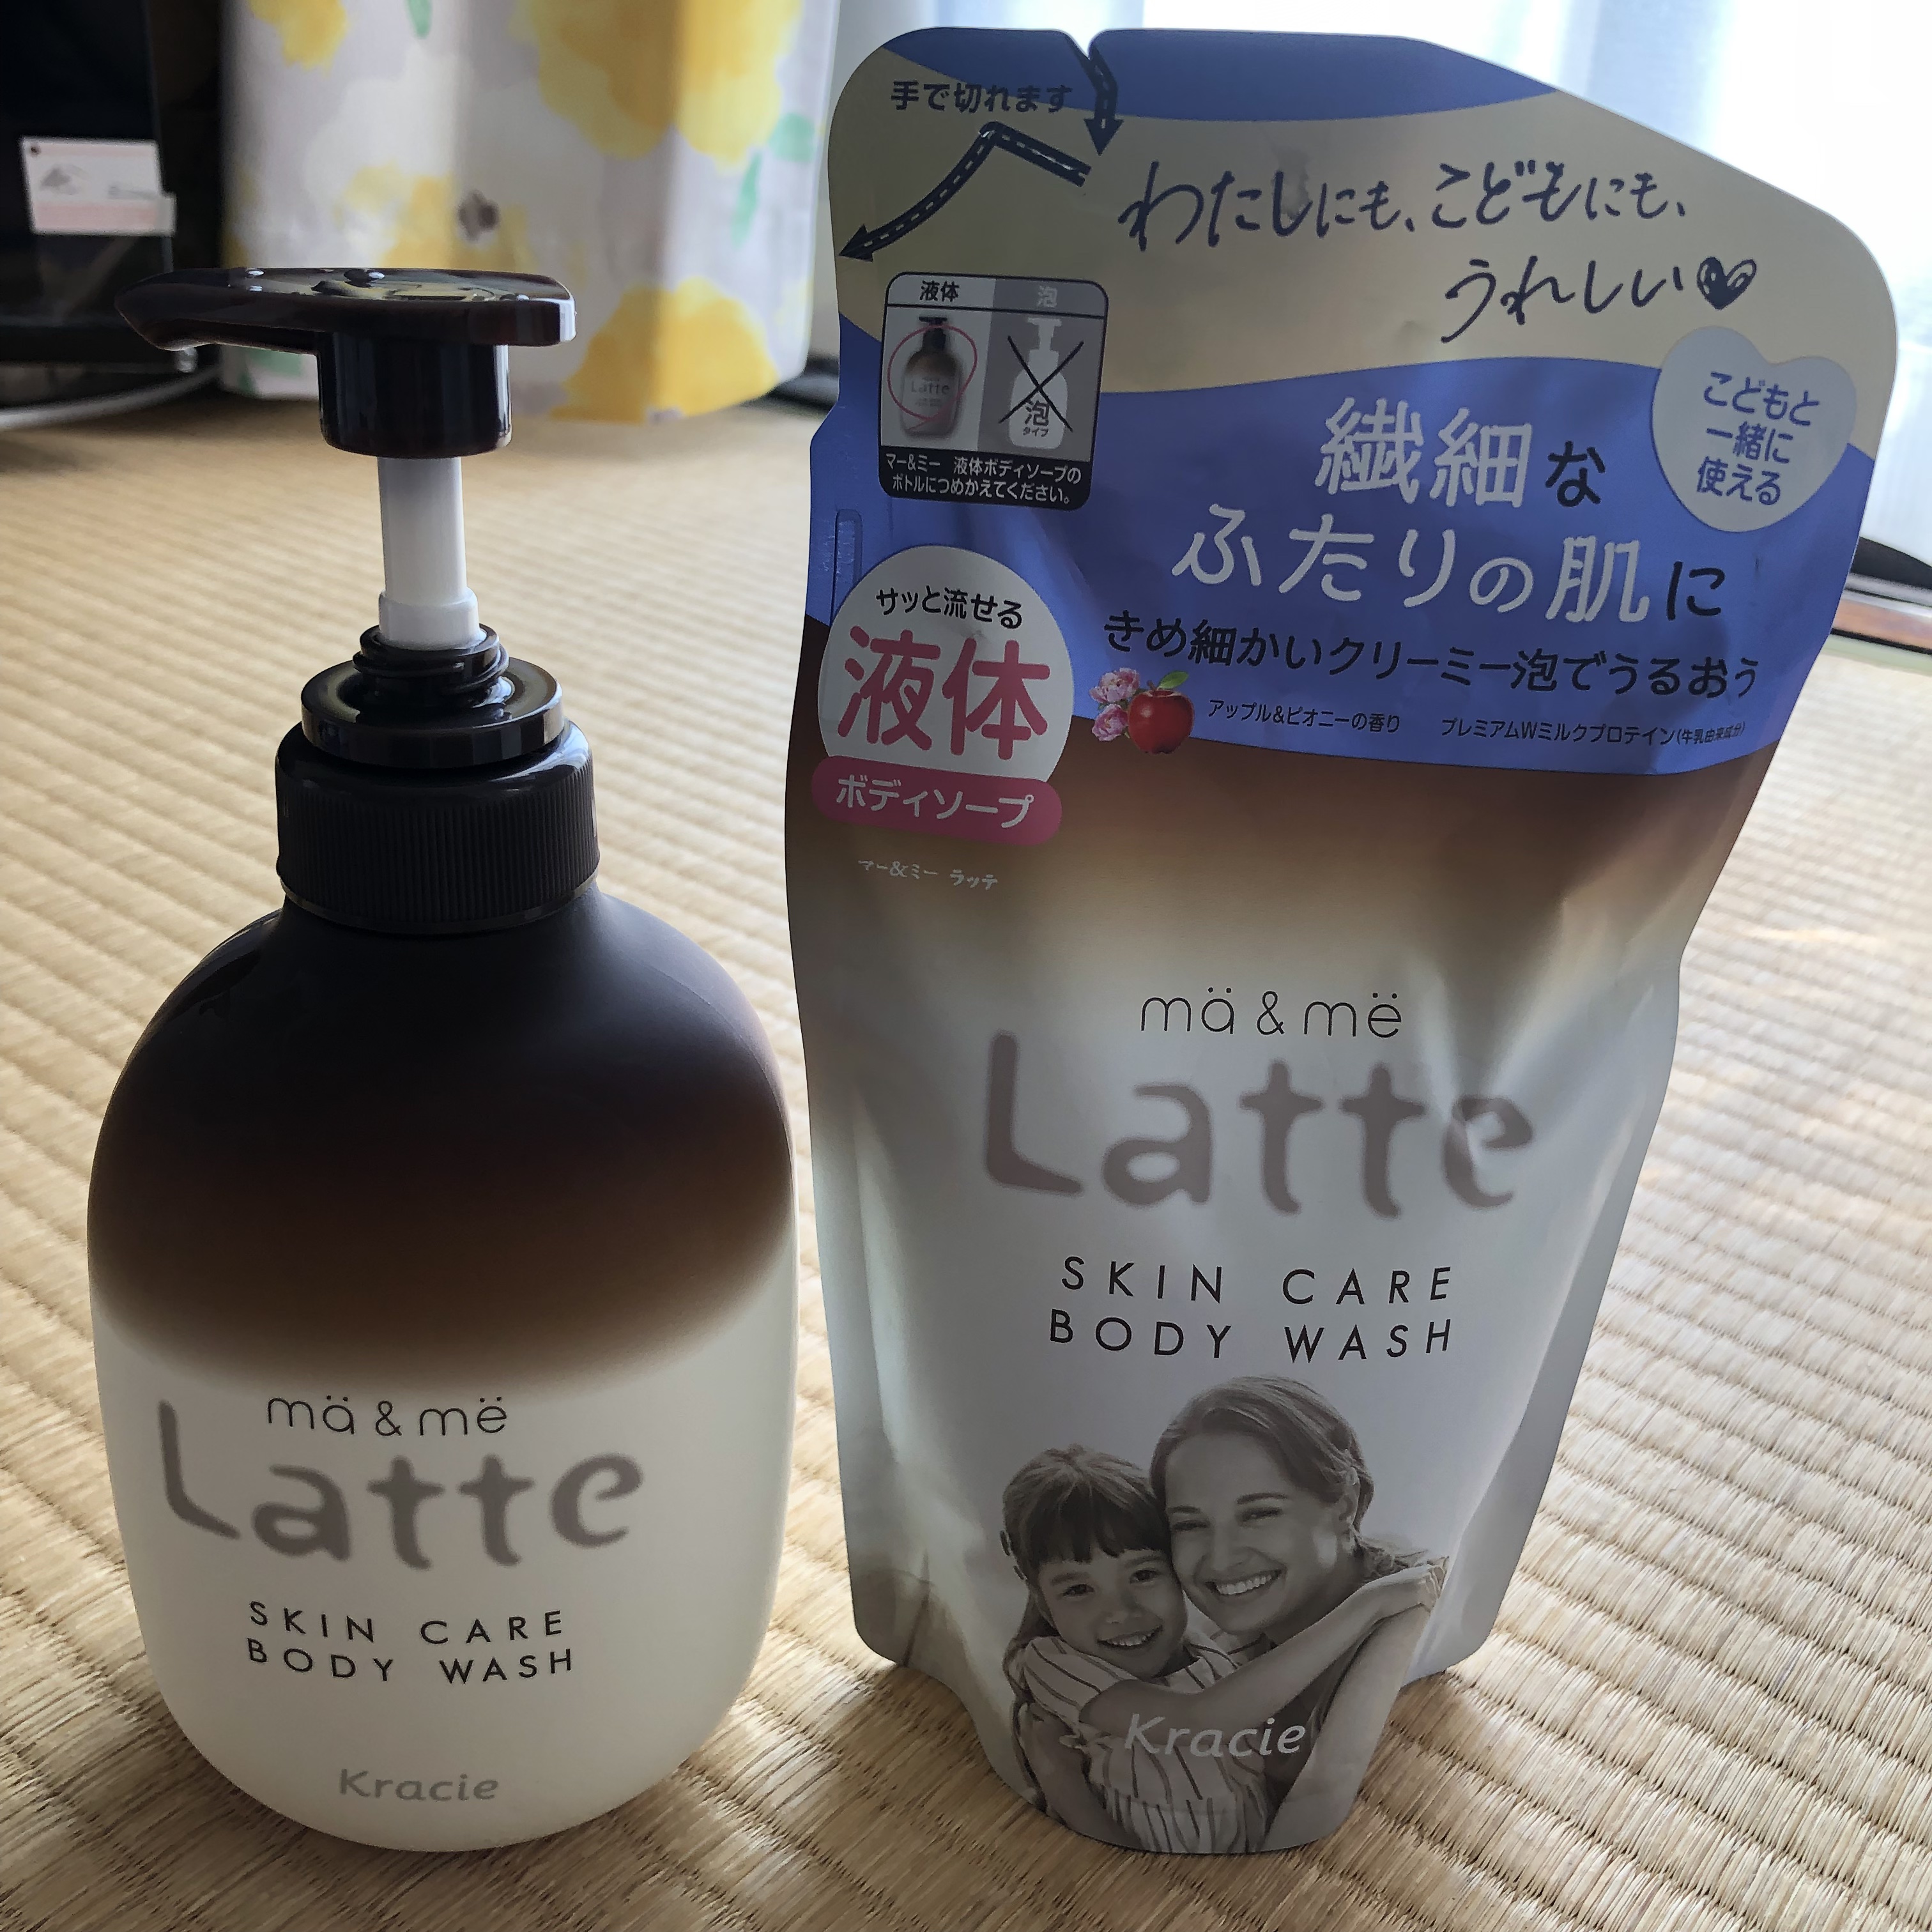 mä & më
Latte
SKIN CARE
BODY WASH
Kracie
手で切れます
わたしにも、こどもにも、
うれしい
液体
泡
Latte
泡
タイプ
マー&ミー 液体ボディソープの
ボトルにつめかえてください。
こどもと
一緒に
使える
繊細な
ふたりの肌に
きめ細かいクリーミー泡でうるおう
アップル&ピオニーの香り プレミアムWミルクプロテイン(牛乳由来成分)
サッと流せる
液体
ボディソープ
マー&ミー ラッテ
mä & më
Latte
SKIN CARE
BODY WASH
Kracie